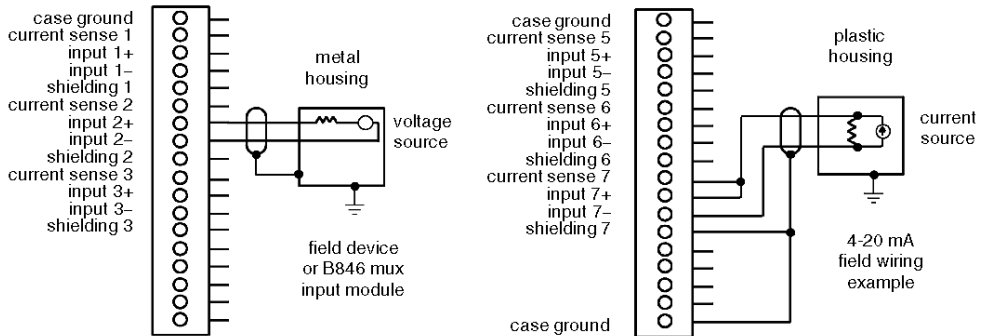 case ground
current sense 1
input 1+
input 1–
shielding 1
current sense 2
input 2+
input 2–
shielding 2
current sense 3
input 3+
input 3–
shielding 3
metal
housing
voltage
source
field device
or B846 mux
input module
case ground
current sense 5
input 5+
input 5–
shielding 5
current sense 6
input 6+
input 6–
shielding 6
current sense 7
input 7+
input 7–
shielding 7
case ground
plastic
housing
current
source
4-20 mA
field wiring
example